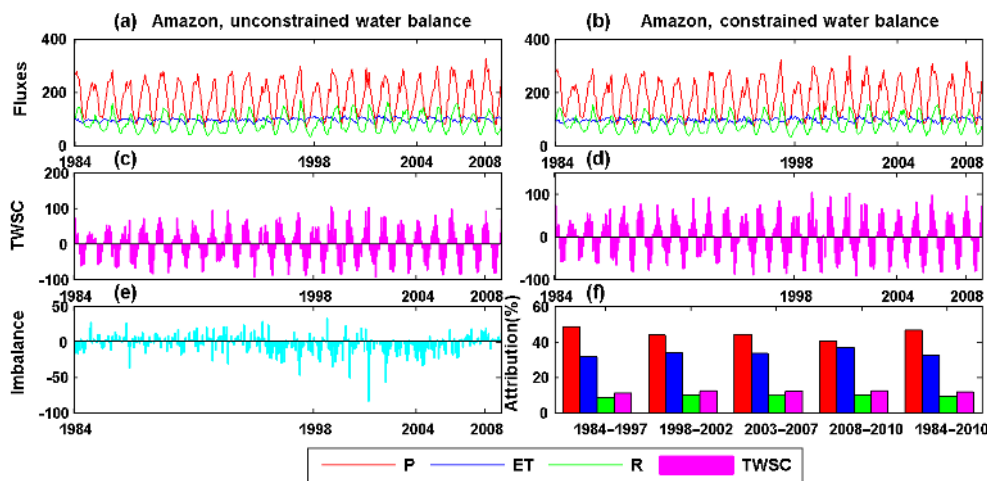 (a) Amazon, unconstrained water balance
(b) Amazon, constrained water balance
Fluxes
400
200
0
1984 1998 2004 2008
400
200
0
1984 1998 2004 2008
(c)
TWSC
200
100
0
-100
1984 1998 2004 2008
(d)
100
0
-100
1984 1998 2004 2008
(e)
Imbalance
50
0
-50
-100
1984 1998 2004 2008
(f)
Attribution(%)
60
40
20
0
1984-1997 1998-2002 2003-2007 2008-2010 1984-2010
P ET R TWSC